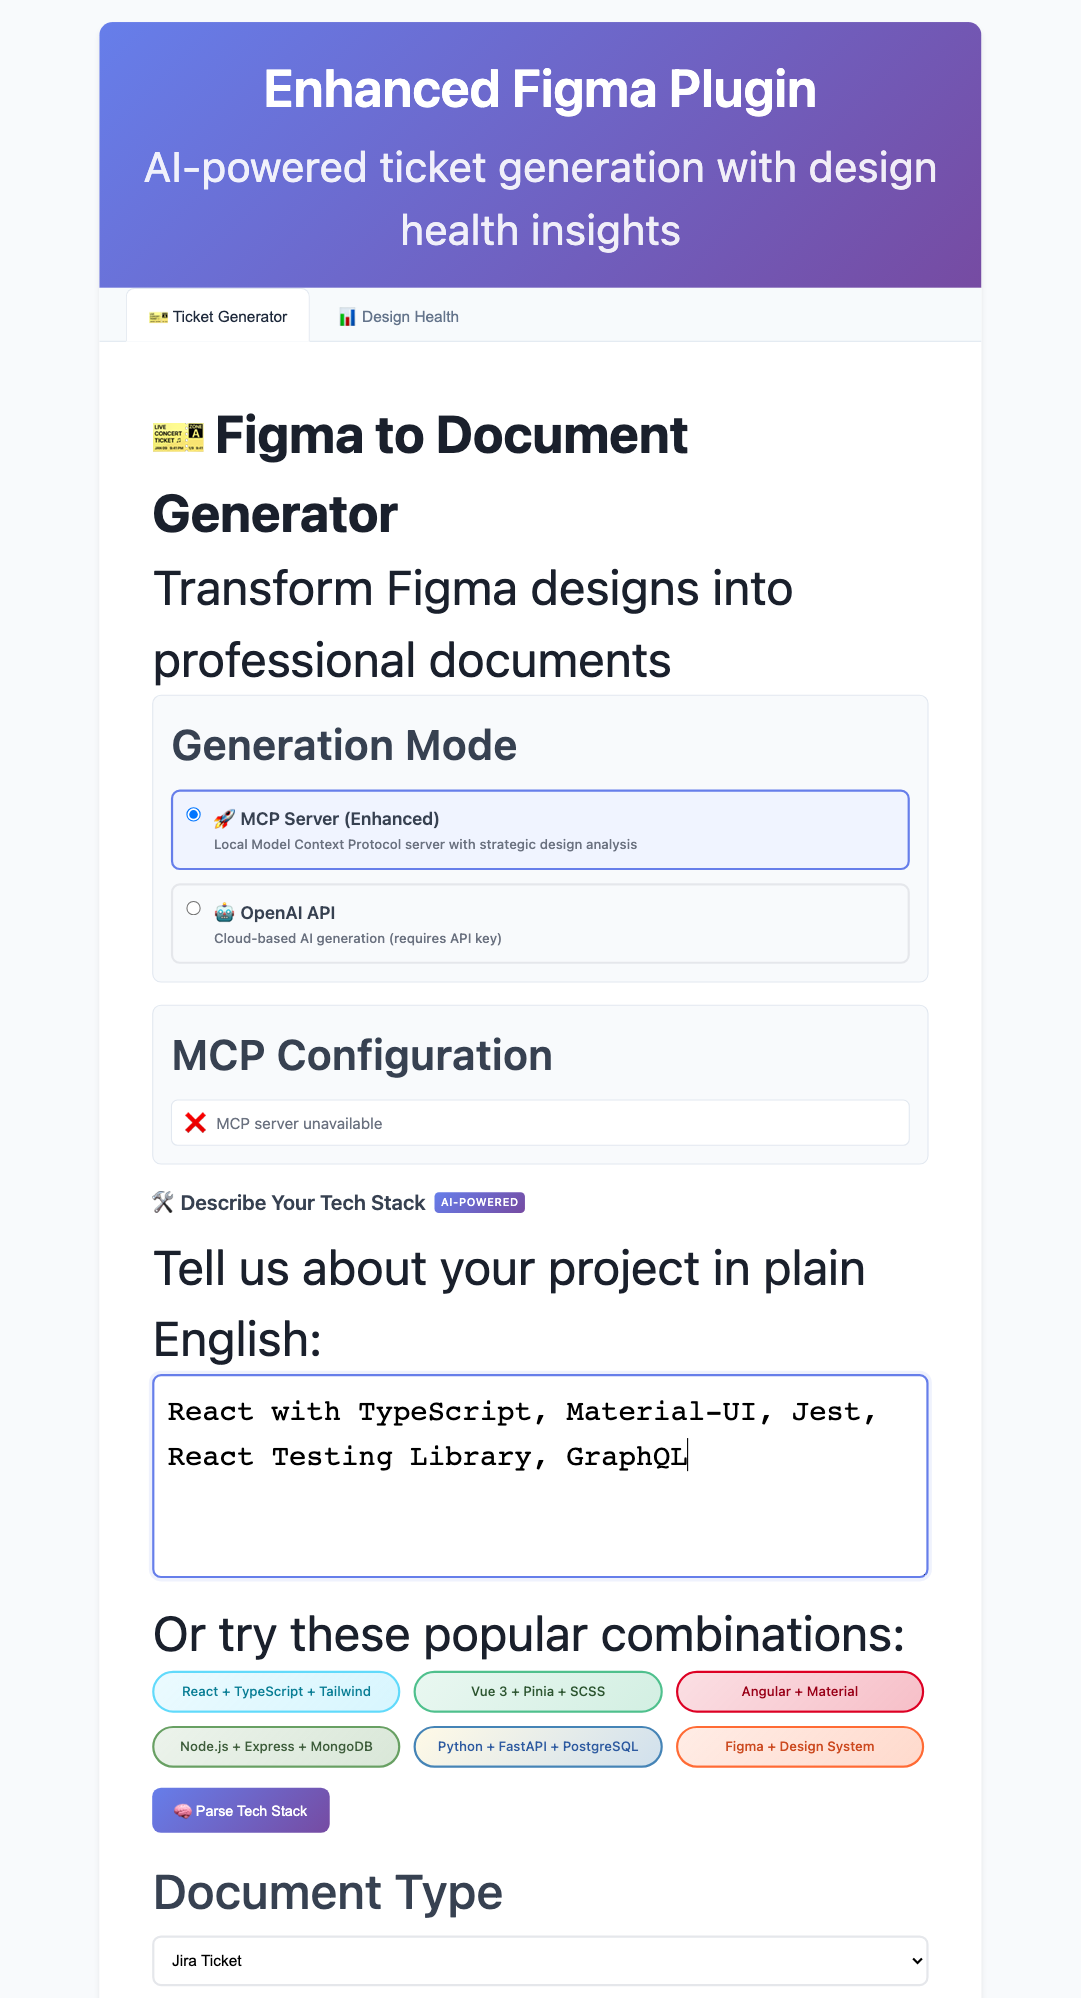 Enhanced Figma Plugin
AI-powered ticket generation with design
health insights
Ticket Generator
Design Health
Figma to Document
Generator
Transform Figma designs into
professional documents
Generation Mode
MCP Server (Enhanced)
Local Model Context Protocol server with strategic design analysis
OpenAI API
Cloud-based AI generation (requires API key)
MCP Configuration
MCP server unavailable
Describe Your Tech Stack AI-POWERED
Tell us about your project in plain
English:
React with TypeScript, Material-UI, Jest,
React Testing Library, GraphQL
Or try these popular combinations:
React + TypeScript + Tailwind
Vue 3 + Pinia + SCSS
Angular + Material
Node.js + Express + MongoDB
Python + FastAPI + PostgreSQL
Figma + Design System
Parse Tech Stack
Document Type
Jira Ticket